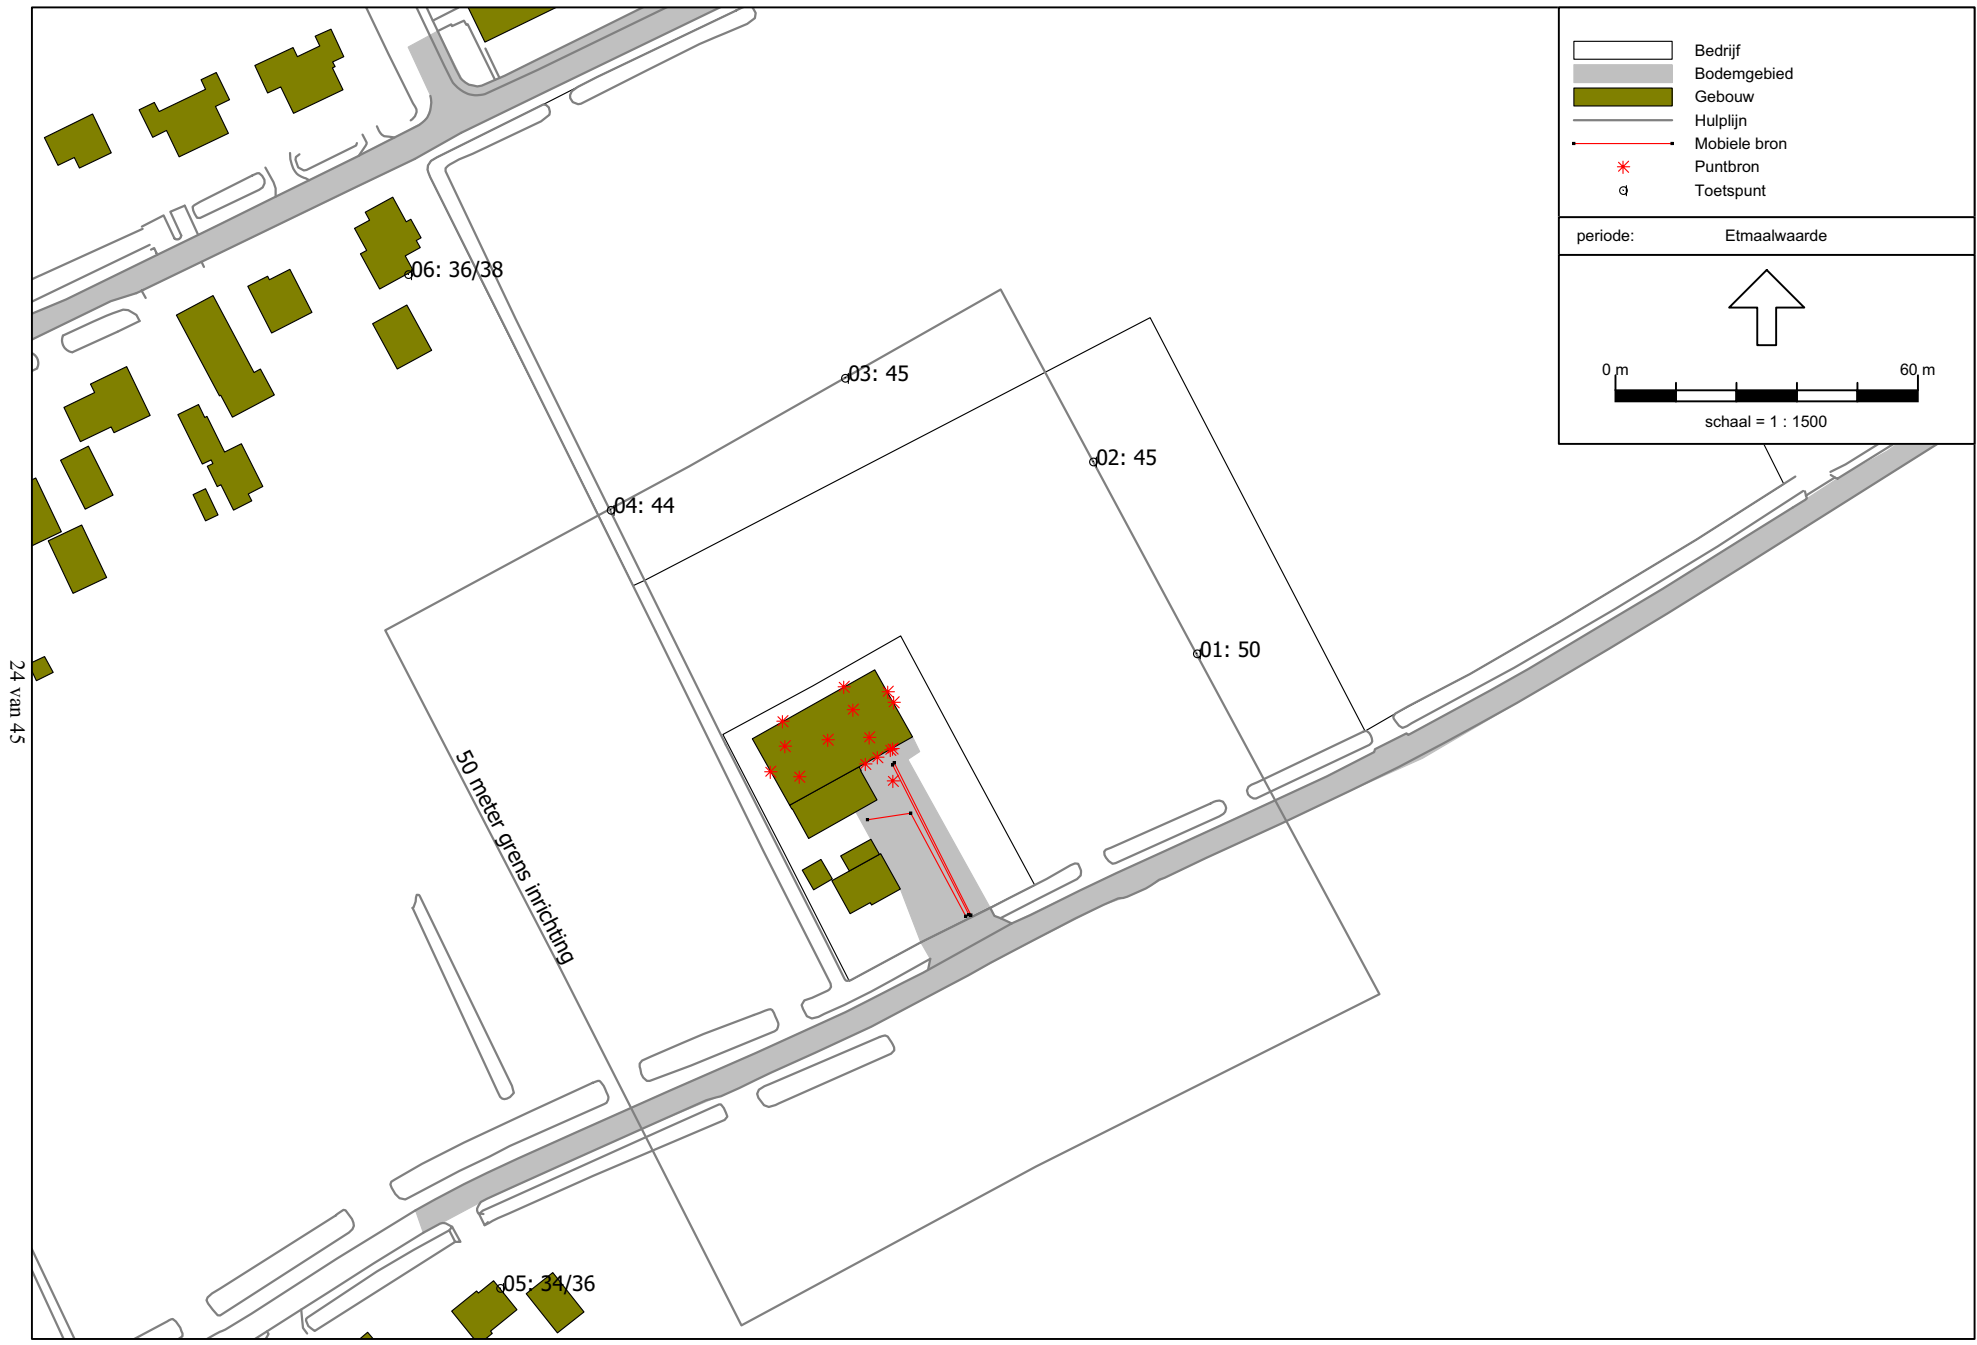 Bedrijf
Bodemgebied
Gebouw
Hulplijn
Mobiele bron
Puntbron
Toetspunt
periode: Etmaalwaarde
0 m 60 m
schaal = 1 : 1500
06: 36/38
03: 45
02: 45
04: 44
01: 50
50 meter grens inrichting
05: 34/36
24 van 45